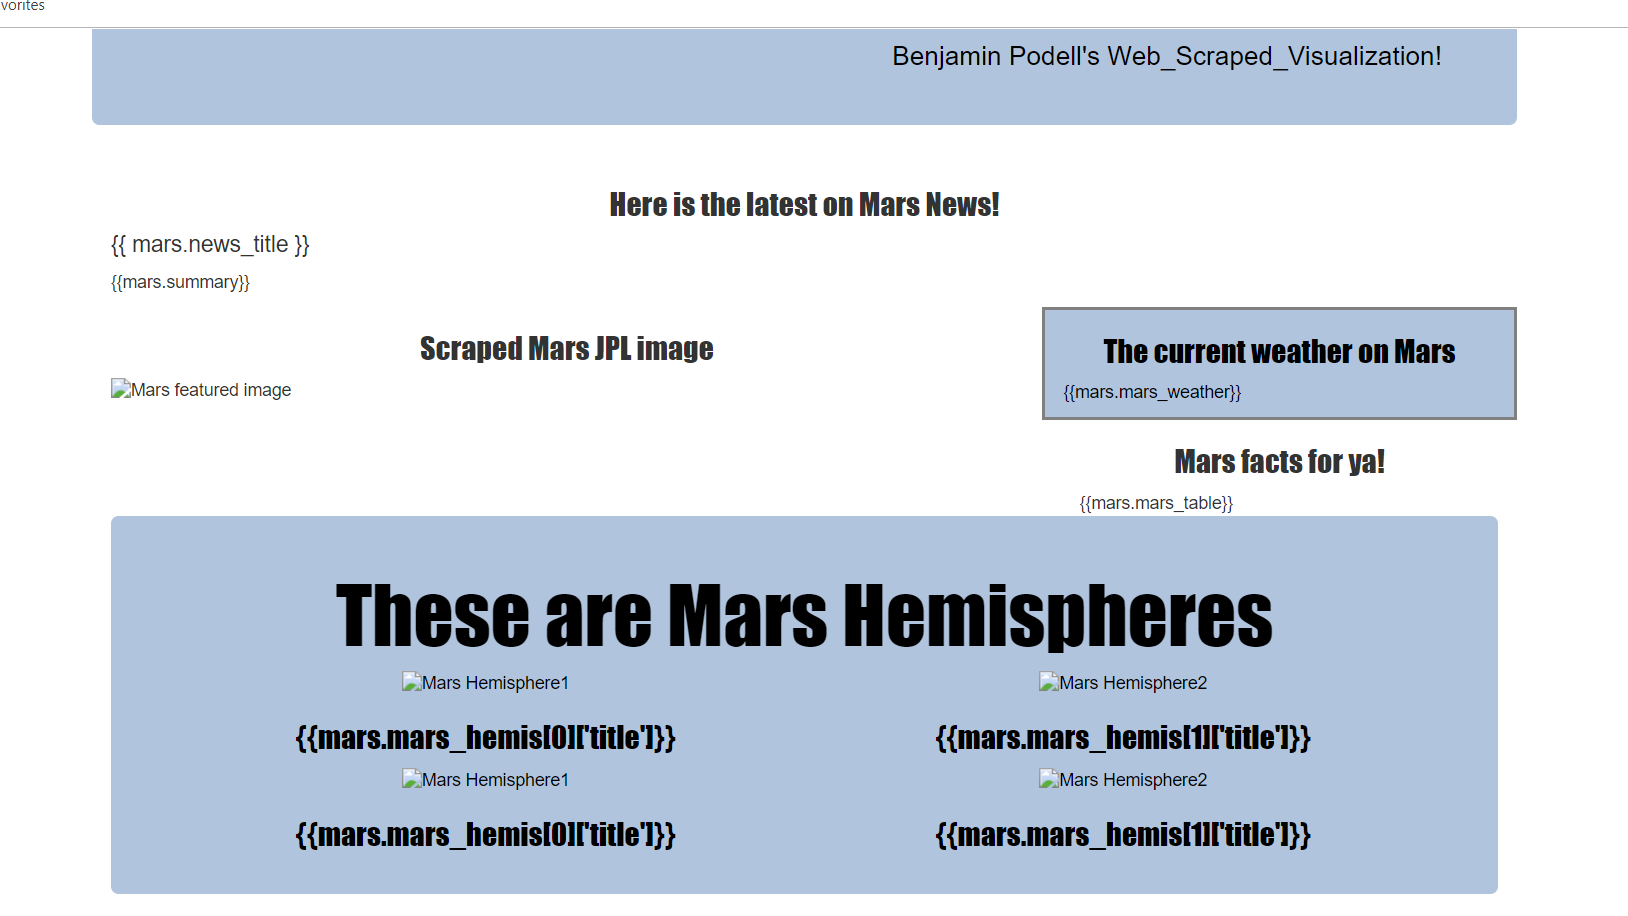 vorites
Benjamin Podell's Web_Scraped_Visualization!
Here is the latest on Mars News!
{{ mars.news_title }}
{{mars.summary}}
Scraped Mars JPL image
Mars featured image
The current weather on Mars
{{mars.mars_weather}}
Mars facts for ya!
{{mars.mars_table}}
These are Mars Hemispheres
Mars Hemisphere1
Mars Hemisphere2
{{mars.mars_hemis[0]['title']}}
{{mars.mars_hemis[1]['title']}}
Mars Hemisphere1
Mars Hemisphere2
{{mars.mars_hemis[0]['title']}}
{{mars.mars_hemis[1]['title']}}